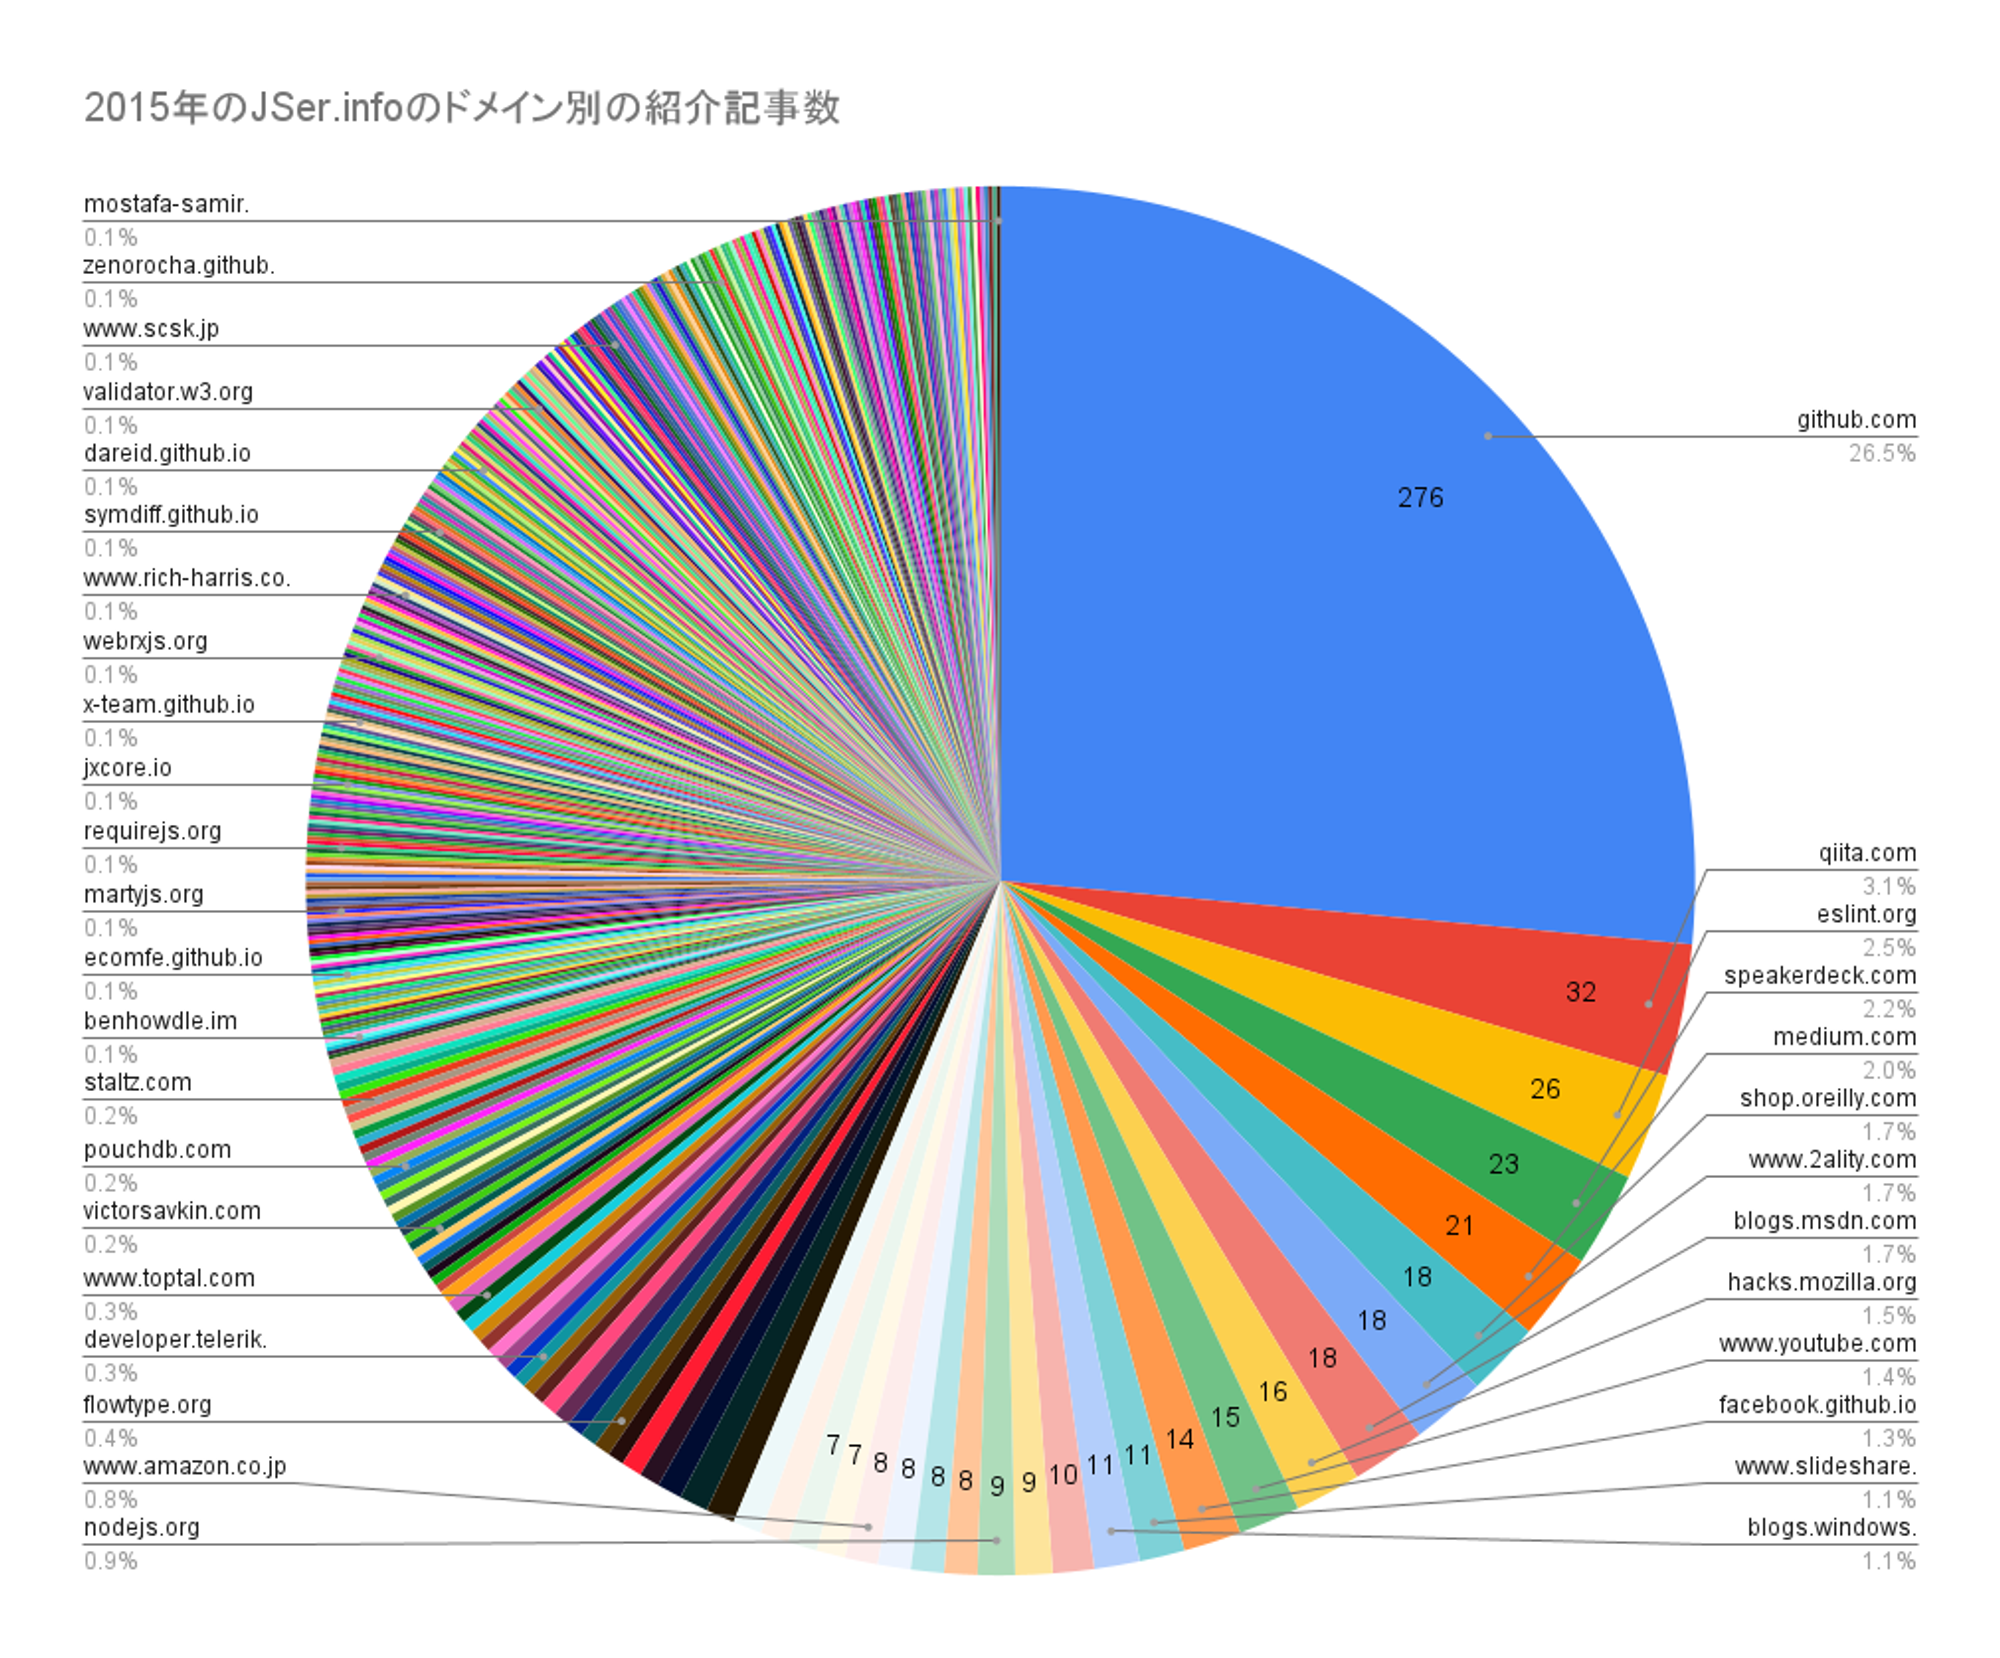 2015年のJSer.infoのドメイン別の紹介記事数
mostafa-samir.
0.1%
zenorocha.github.
0.1%
www.scsk.jp
0.1%
validator.w3.org
0.1%
dareid.github.io
0.1%
symdiff.github.io
0.1%
www.rich-harris.co.
0.1%
webrxjs.org
0.1%
x-team.github.io
0.1%
jxcore.io
0.1%
requirejs.org
0.1%
martyjs.org
0.1%
ecomfe.github.io
0.1%
benhowdle.im
0.1%
staltz.com
0.2%
pouchdb.com
0.2%
victorsavkin.com
0.2%
www.toptal.com
0.3%
developer.telerik.
0.3%
flowtype.org
0.4%
www.amazon.co.jp
0.8%
nodejs.org
0.9%
276
32
26
23
21
18
18
18
16
15
14
11
11
10
9
9
8
8
8
8
7
7
github.com
26.5%
qiita.com
3.1%
eslint.org
2.5%
speakerdeck.com
2.2%
medium.com
2.0%
shop.oreilly.com
1.7%
www.2ality.com
1.7%
blogs.msdn.com
1.7%
hacks.mozilla.org
1.5%
www.youtube.com
1.4%
facebook.github.io
1.3%
www.slideshare.
1.1%
blogs.windows.
1.1%